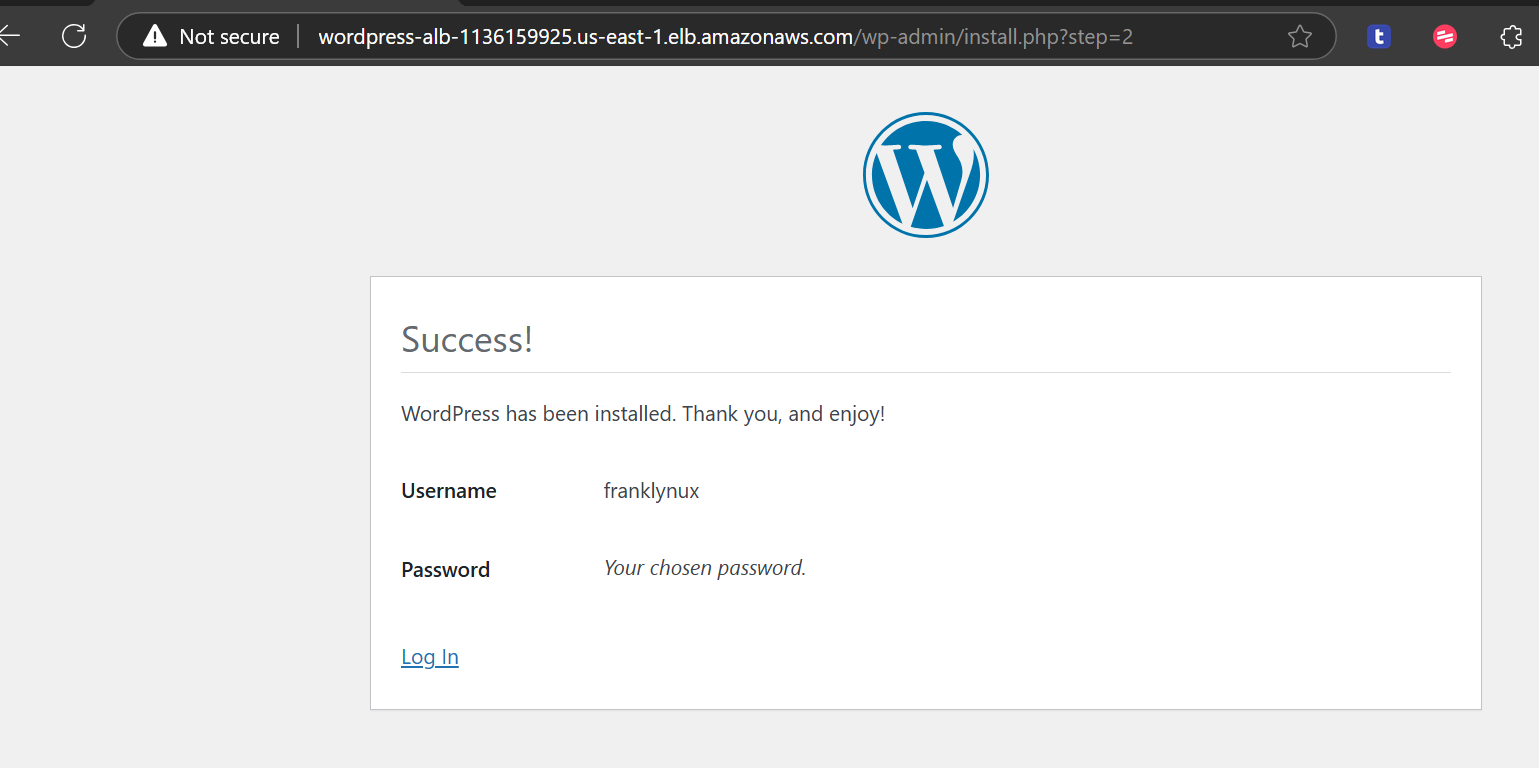 Not secure wordpress-alb-1136159925.us-east-1.elb.amazonaws.com/wp-admin/install.php?step=2
t
W
Success!
WordPress has been installed. Thank you, and enjoy!
Username franklynux
Password Your chosen password.
Log In